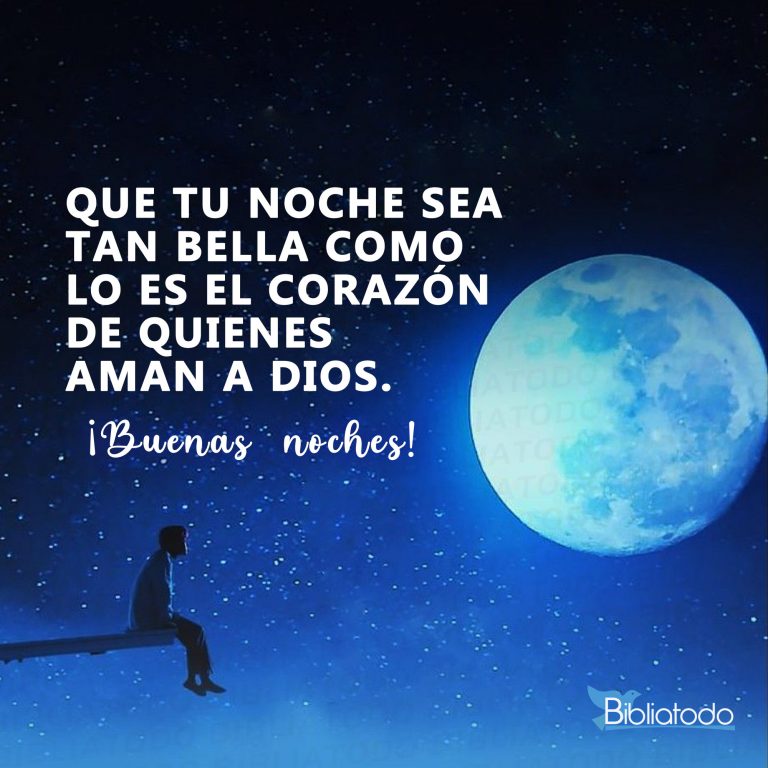 QUE TU NOCHE SEA
TAN BELLA COMO
LO ES EL CORAZÓN
DE QUIENES
AMAN A DIOS.
¡Buenas noches!
Bibliatodo